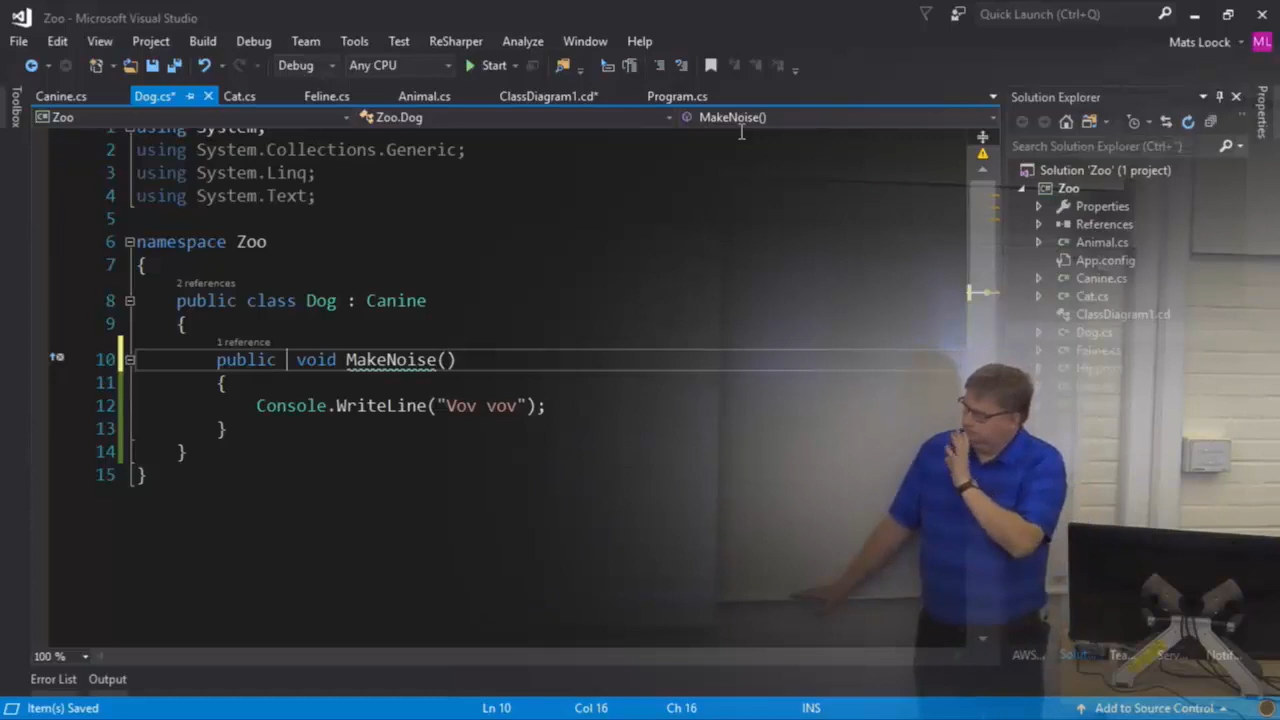 Zoo - Microsoft Visual Studio
Quick Launch (Ctrl+Q)
File Edit View Project Build Debug Team Tools Test ReSharper Analyze Window Help
Mats Loock ML
Debug Any CPU Start
Toolbox
Canine.cs Dog.cs* Cat.cs Feline.cs Animal.cs ClassDiagram1.cd* Program.cs
Zoo Zoo.Dog MakeNoise()
1 using System;
2 using System.Collections.Generic;
3 using System.Linq;
4 using System.Text;
5
6 namespace Zoo
7 {
2 references
8 public class Dog : Canine
9 {
1 reference
10 public void MakeNoise()
11 {
12 Console.WriteLine("Vov vov");
13 }
14 }
15 }
100 %
Solution Explorer
Properties
Search Solution Explorer (Ctrl+¨)
Solution 'Zoo' (1 project)
Zoo
Properties
References
Animal.cs
App.config
Canine.cs
Cat.cs
ClassDiagram1.cd
Dog.cs
Feline.cs
AWS... Solut... Tea... Serv... Notif...
Error List Output
Item(s) Saved Ln 10 Col 16 Ch 16 INS Add to Source Control